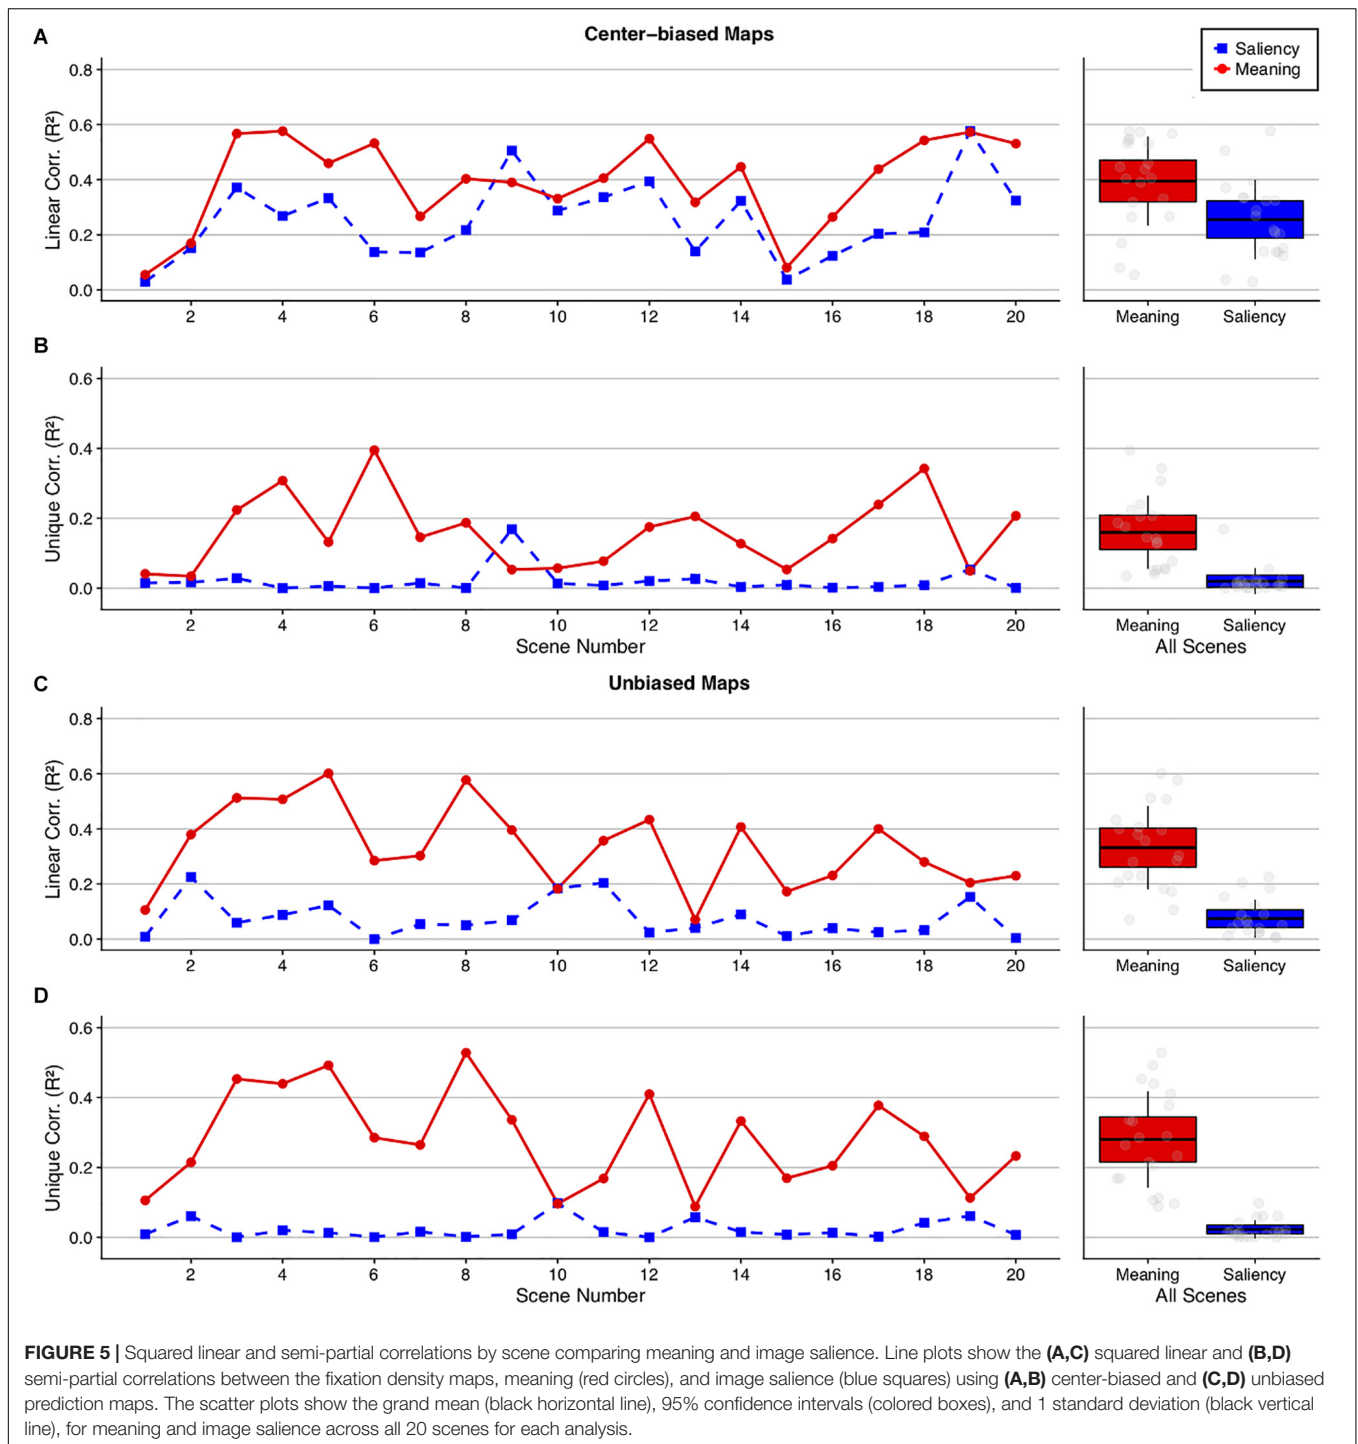 A
Center–biased Maps
Saliency
Meaning
Linear Corr. (R²)
0.8
0.6
0.4
0.2
0.0
2 4 6 8 10 12 14 16 18 20
Meaning Saliency
B
Unique Corr. (R²)
0.6
0.4
0.2
0.0
2 4 6 8 10 12 14 16 18 20
Scene Number
Meaning Saliency
All Scenes
C
Unbiased Maps
Linear Corr. (R²)
0.8
0.6
0.4
0.2
0.0
2 4 6 8 10 12 14 16 18 20
Meaning Saliency
D
Unique Corr. (R²)
0.6
0.4
0.2
0.0
2 4 6 8 10 12 14 16 18 20
Scene Number
Meaning Saliency
All Scenes
FIGURE 5 | Squared linear and semi-partial correlations by scene comparing meaning and image salience. Line plots show the (A,C) squared linear and (B,D)
semi-partial correlations between the fixation density maps, meaning (red circles), and image salience (blue squares) using (A,B) center-biased and (C,D) unbiased
prediction maps. The scatter plots show the grand mean (black horizontal line), 95% confidence intervals (colored boxes), and 1 standard deviation (black vertical
line), for meaning and image salience across all 20 scenes for each analysis.